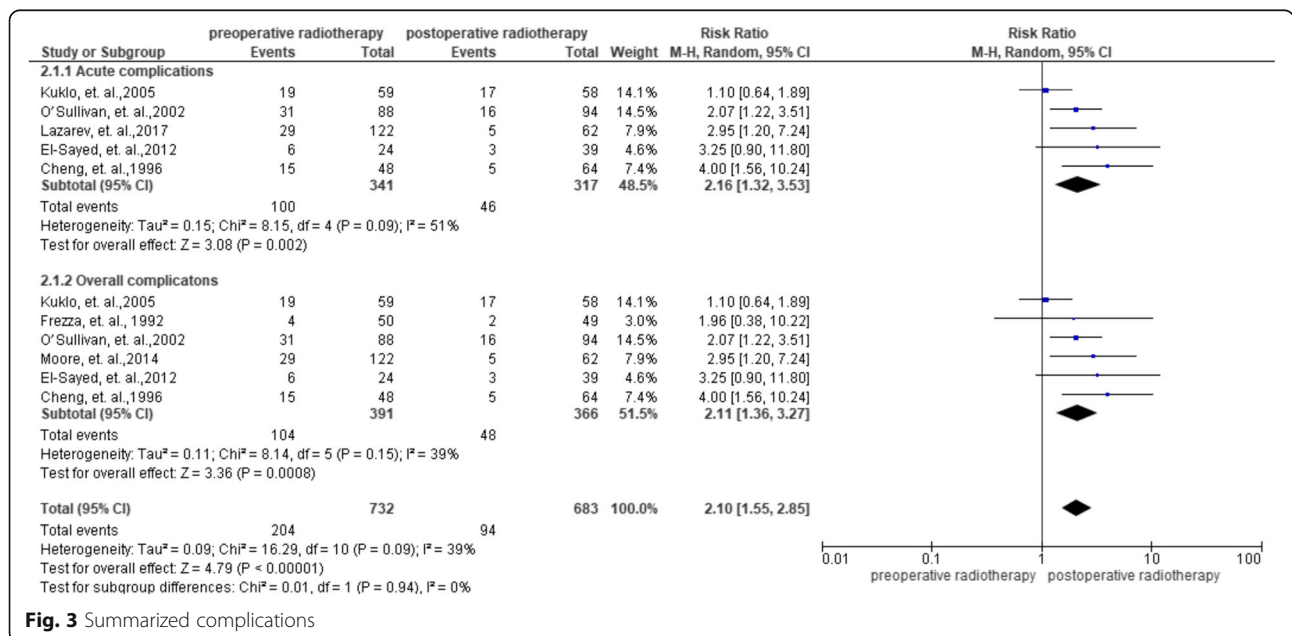 preoperative radiotherapy postoperative radiotherapy Risk Ratio Risk Ratio
Study or Subgroup Events Total Events Total Weight M-H, Random, 95% CI M-H, Random, 95% CI
2.1.1 Acute complications
Kuklo, et. al.,2005 19 59 17 58 14.1% 1.10 [0.64, 1.89]
O'Sullivan, et. al.,2002 31 88 16 94 14.5% 2.07 [1.22, 3.51]
Lazarev, et. al.,2017 29 122 5 62 7.9% 2.95 [1.20, 7.24]
El-Sayed, et. al.,2012 6 24 3 39 4.6% 3.25 [0.90, 11.80]
Cheng, et. al.,1996 15 48 5 64 7.4% 4.00 [1.56, 10.24]
Subtotal (95% CI) 341 317 48.5% 2.16 [1.32, 3.53]
Total events 100 46
Heterogeneity: Tau² = 0.15; Chi² = 8.15, df = 4 (P = 0.09); I² = 51%
Test for overall effect: Z = 3.08 (P = 0.002)
2.1.2 Overall complicatons
Kuklo, et. al.,2005 19 59 17 58 14.1% 1.10 [0.64, 1.89]
Frezza, et. al., 1992 4 50 2 49 3.0% 1.96 [0.38, 10.22]
O'Sullivan, et. al.,2002 31 88 16 94 14.5% 2.07 [1.22, 3.51]
Moore, et. al.,2014 29 122 5 62 7.9% 2.95 [1.20, 7.24]
El-Sayed, et. al.,2012 6 24 3 39 4.6% 3.25 [0.90, 11.80]
Cheng, et. al.,1996 15 48 5 64 7.4% 4.00 [1.56, 10.24]
Subtotal (95% CI) 391 366 51.5% 2.11 [1.36, 3.27]
Total events 104 48
Heterogeneity: Tau² = 0.11; Chi² = 8.14, df = 5 (P = 0.15); I² = 39%
Test for overall effect: Z = 3.36 (P = 0.0008)
Total (95% CI) 732 683 100.0% 2.10 [1.55, 2.85]
Total events 204 94
Heterogeneity: Tau² = 0.09; Chi² = 16.29, df = 10 (P = 0.09); I² = 39%
Test for overall effect: Z = 4.79 (P < 0.00001)
Test for subgroup differences: Chi² = 0.01, df = 1 (P = 0.94), I² = 0%
0.01 0.1 1 10 100
preoperative radiotherapy postoperative radiotherapy
Fig. 3 Summarized complications